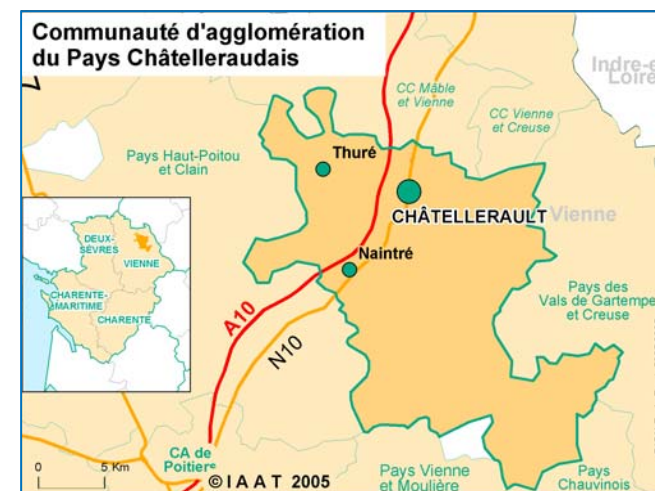 Communauté d'agglomération
du Pays Châtelleraudais
Indre-e
Loire
CC Mâble
et Vienne
CC Vienne
et Creuse
Pays Haut-Poitou
et Clain
Thuré
CHÂTELLERAULT
Vienne
Naintré
DEUX-
SÈVRES
VIENNE
CHARENTE-
MARITIME
CHARENTE
Pays des
Vals de Gartempe
et Creuse
A10
N10
CA de
Poitiers
0 5 Km
© I A A T 2005
Pays Vienne
et Moulière
Pays
Chauvinois